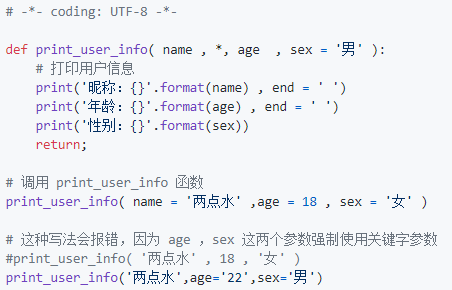 # -*- coding: UTF-8 -*-
def print_user_info( name , *, age  , sex = '男' ):
    # 打印用户信息
    print('昵称：{}'.format(name) , end = ' ')
    print('年龄：{}'.format(age) , end = ' ')
    print('性别：{}'.format(sex))
    return;
# 调用 print_user_info 函数
print_user_info( name = '两点水' ,age = 18 , sex = '女' )
# 这种写法会报错，因为 age ，sex 这两个参数强制使用关键字参数
#print_user_info( '两点水' , 18 , '女' )
print_user_info('两点水',age='22',sex='男')